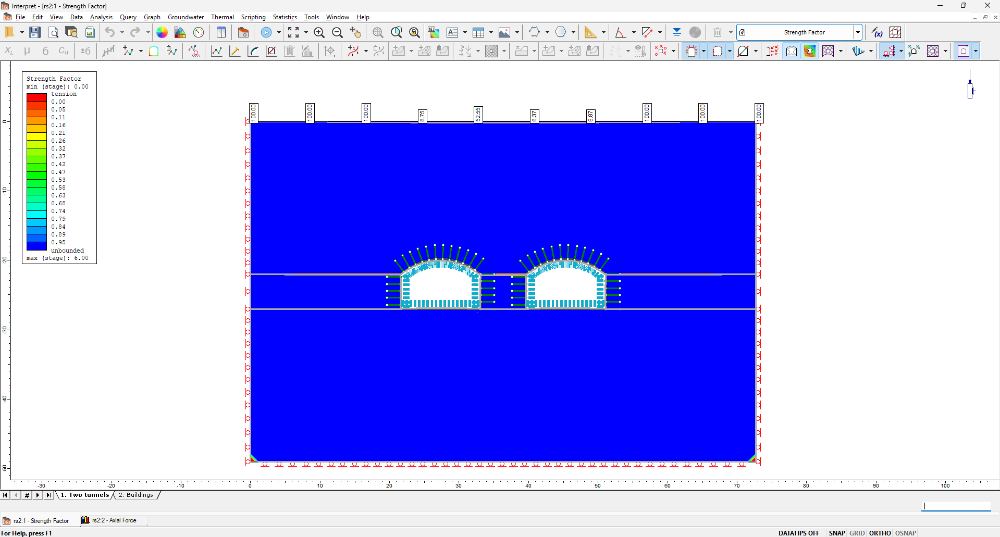 Interpret - [rs2:1 - Strength Factor]
File Edit View Data Analysis Query Graph Groundwater Thermal Scripting Statistics Tools Window Help
Strength Factor
Strength Factor
min (stage): 0.00
tension
0.00
0.05
0.11
0.16
0.21
0.26
0.32
0.37
0.42
0.47
0.53
0.58
0.63
0.68
0.74
0.79
0.84
0.89
0.95
unbounded
max (stage): 6.00
100.00 100.00 100.00 8.75 52.55 6.37 8.87 100.00 100.00 100.00
0
-10
-20
-30
-40
-50
-30 -20 -10 0 10 20 30 40 50 60 70 80 90 100
1. Two tunnels 2. Buildings
rs2:1 - Strength Factor rs2:2 - Axial Force
For Help, press F1
DATATIPS OFF SNAP GRID ORTHO OSNAP